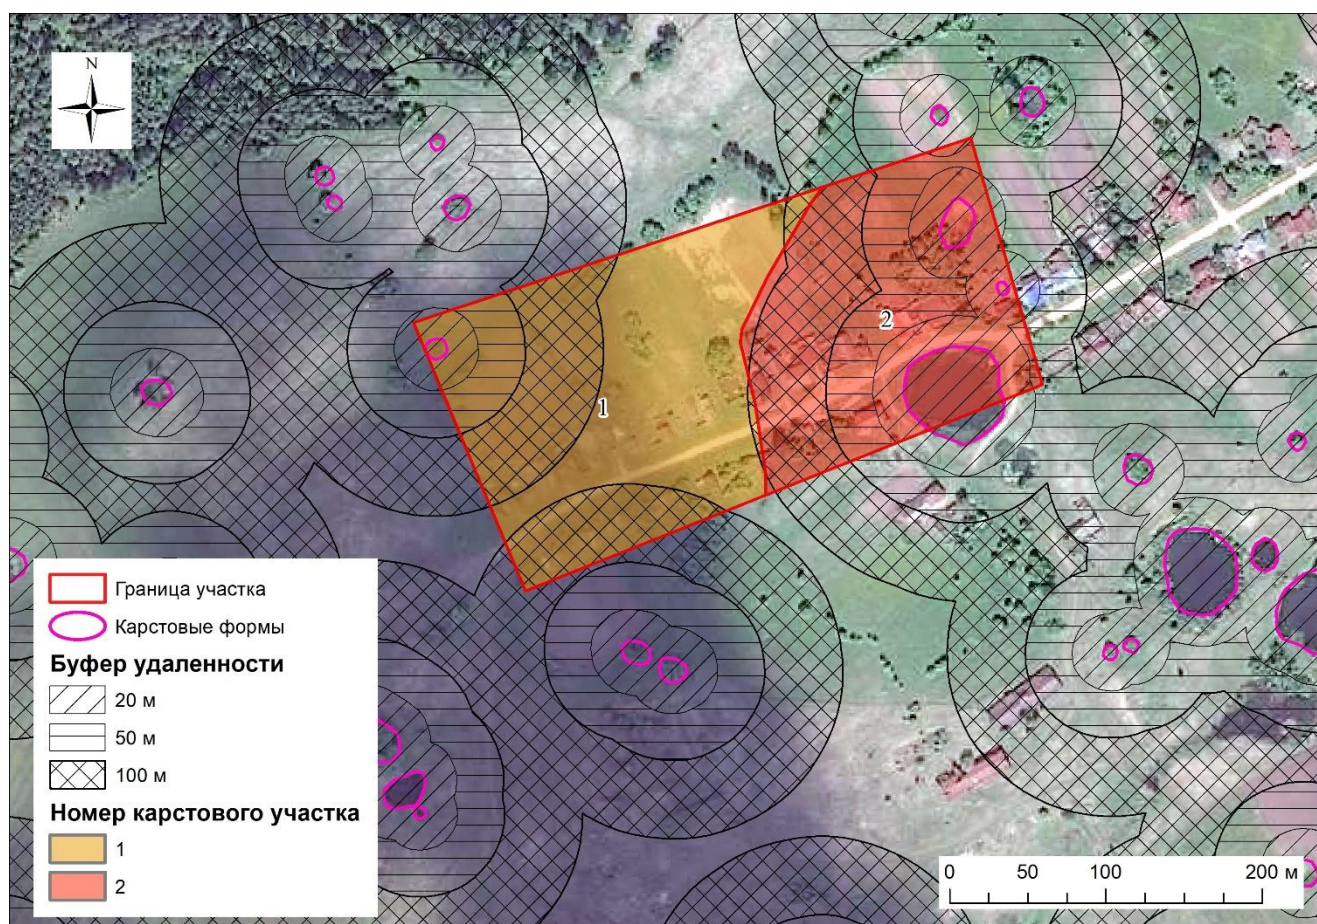 N
1
2
Граница участка
Карстовые формы
Буфер удаленности
20 м
50 м
100 м
Номер карстового участка
1
2
0 50 100 200 м